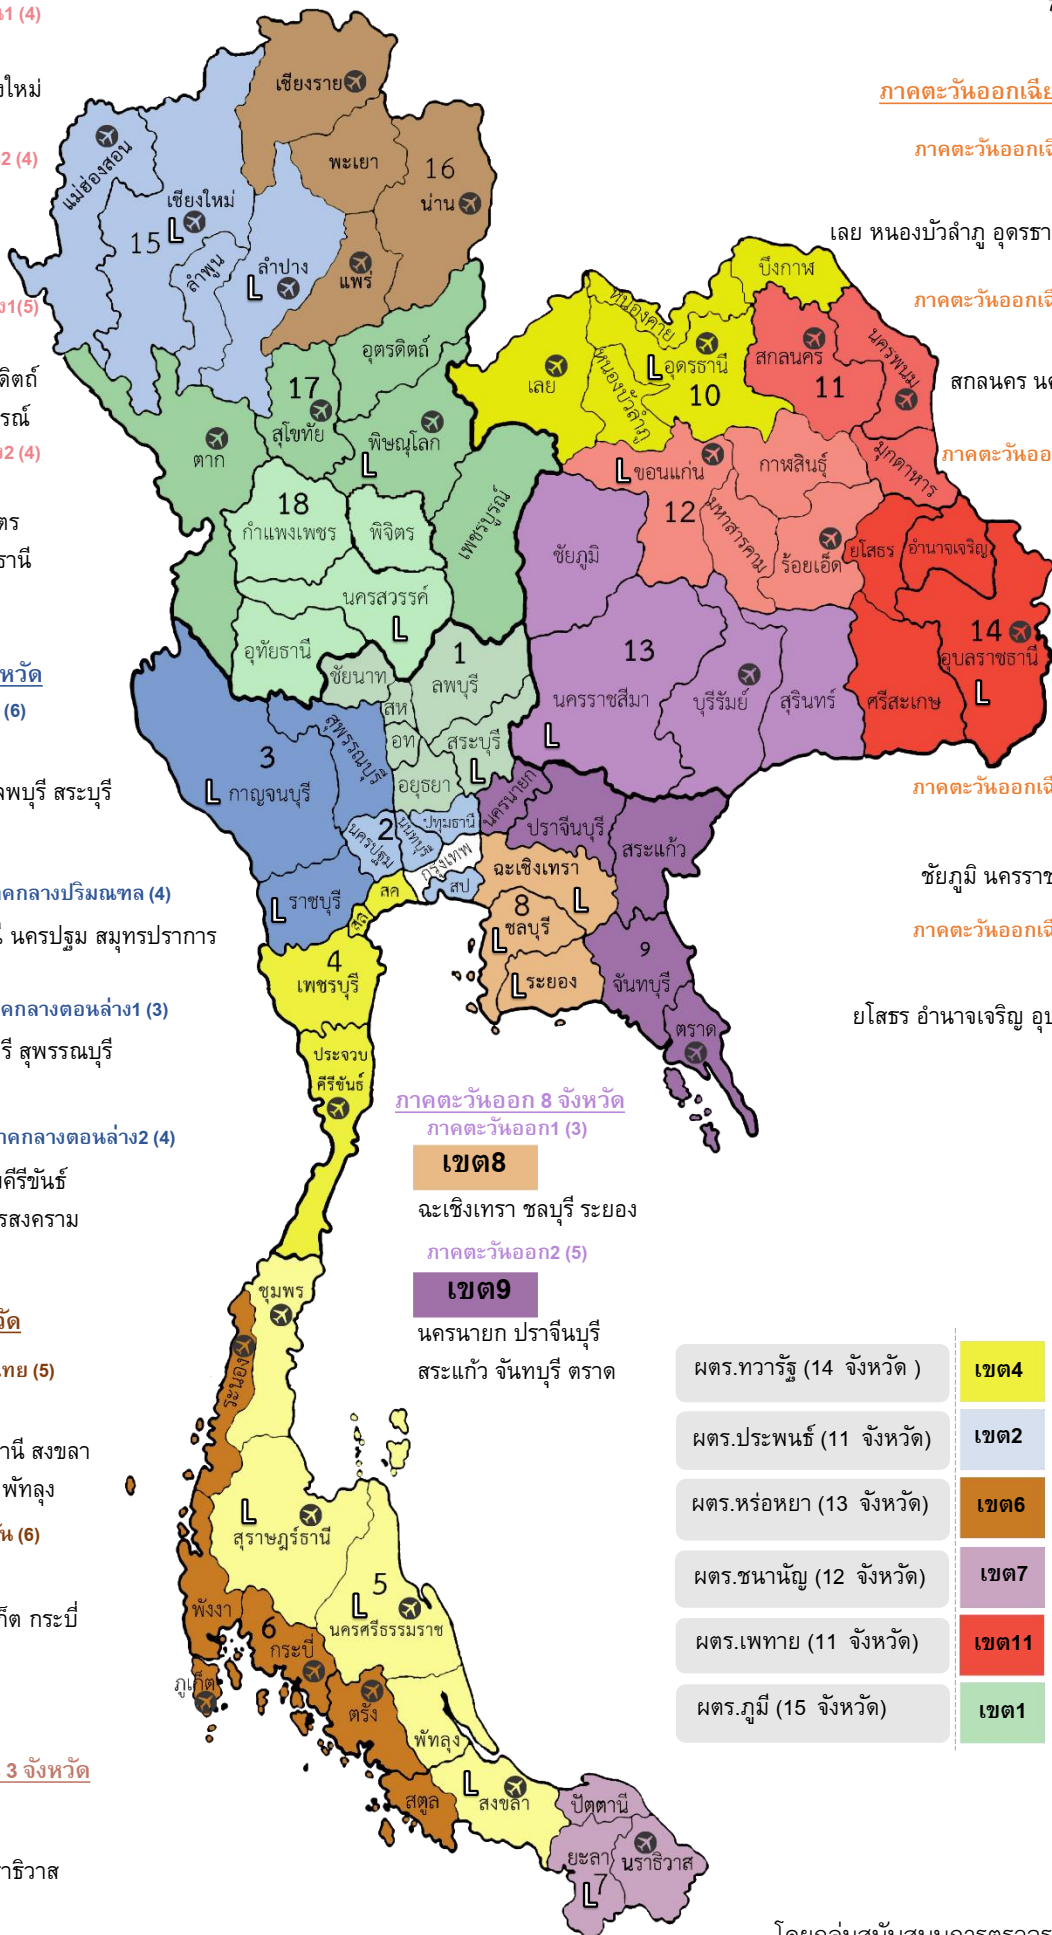 1 (4)
ใหม่
2 (4)
1(5)
ดิตถ์
รณ์
2 (4)
ตร
ธานี
หวัด
(6)
ลพบุรี สระบุรี
าคกลางปริมณฑล (4)
นครปฐม สมุทรปราการ
คกลางตอนล่าง1 (3)
รี สุพรรณบุรี
าคกลางตอนล่าง2 (4)
คีรีขันธ์
รสงคราม
วัด
ทย (5)
านี สงขลา
พัทลุง
(6)
ก็ต กระบี่
3 จังหวัด
ราธิวาส
ภาคตะวันออกเฉีย
ภาคตะวันออกเฉี
เลย หนองบัวลำภู อุดรธา
ภาคตะวันออกเฉี
สกลนคร นค
ภาคตะวันออ
ภาคตะวันออกเฉี
ชัยภูมิ นครราช
ภาคตะวันออกเฉี
ยโสธร อำนาจเจริญ อุบ
เชียงราย
พะเยา
16
น่าน
แม่ฮ่องสอน
เชียงใหม่
15
L
ลำพูน
ลำปาง
L
แพร่
อุตรดิตถ์
17
สุโขทัย
ตาก
พิษณุโลก
L
เพชรบูรณ์
18
กำแพงเพชร
พิจิตร
นครสวรรค์
L
อุทัยธานี
บึงกาฬ
หนองคาย
เลย
หนองบัวลำภู
L
อุดรธานี
10
สกลนคร
11
นครพนม
มุกดาหาร
L ขอนแก่น
12
กาฬสินธุ์
มหาสารคาม
ร้อยเอ็ด
ยโสธร
อำนาจเจริญ
14
อุบลราชธานี
L
ศรีสะเกษ
ชัยภูมิ
13
นครราชสีมา
L
บุรีรัมย์
สุรินทร์
1
ชัยนาท
ลพบุรี
สห
อท
สระบุรี
L
อยุธยา
3
L กาญจนบุรี
สุพรรณบุรี
2
นครปฐม
นนทบุรี
ปทุมธานี
กรุงเทพ
สป
L ราชบุรี
สค
สส
4
เพชรบุรี
ประจวบ
คีรีขันธ์
นครนายก
ปราจีนบุรี
สระแก้ว
ฉะเชิงเทรา
L
8
ชลบุรี
L
L ระยอง
9
จันทบุรี
ตราด
ภาคตะวันออก 8 จังหวัด
ภาคตะวันออก1 (3)
เขต8
ฉะเชิงเทรา ชลบุรี ระยอง
ภาคตะวันออก2 (5)
เขต9
นครนายก ปราจีนบุรี
สระแก้ว จันทบุรี ตราด
ชุมพร
ระนอง
L
สุราษฎร์ธานี
5
L
นครศรีธรรมราช
พังงา
6
กระบี่
ภูเก็ต
ตรัง
พัทลุง
สตูล
L
สงขลา
ปัตตานี
ยะลา
L 7
นราธิวาส
ผตร.ทวารัฐ (14 จังหวัด ) เขต4
ผตร.ประพนธ์ (11 จังหวัด) เขต2
ผตร.หร่อหยา (13 จังหวัด) เขต6
ผตร.ชนานัญ (12 จังหวัด) เขต7
ผตร.เพทาย (11 จังหวัด) เขต11
ผตร.ภูมี (15 จังหวัด) เขต1